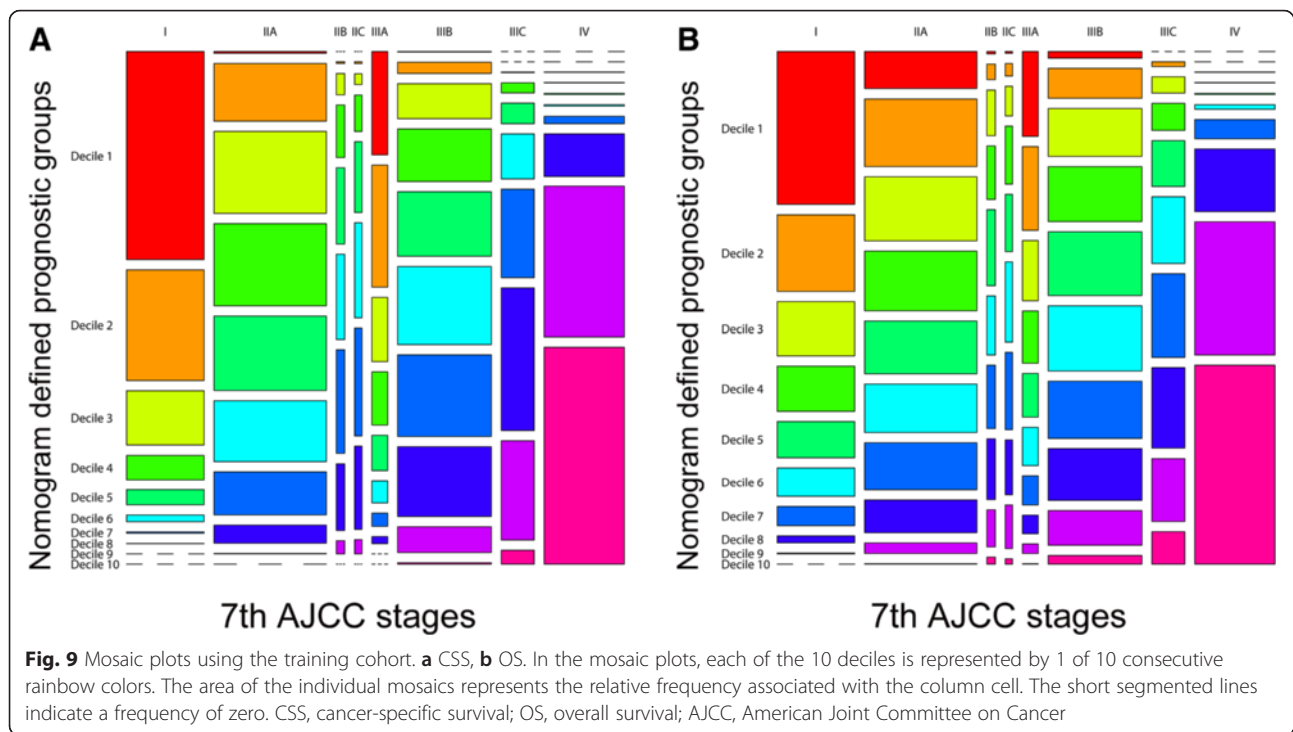 A
I IIA IIB IIC IIIA IIIB IIIC IV
Nomogram defined prognostic groups
Decile 1
Decile 2
Decile 3
Decile 4
Decile 5
Decile 6
Decile 7
Decile 8
Decile 9
Decile 10
7th AJCC stages
B
I IIA IIB IIC IIIA IIIB IIIC IV
Nomogram defined prognostic groups
Decile 1
Decile 2
Decile 3
Decile 4
Decile 5
Decile 6
Decile 7
Decile 8
Decile 9
Decile 10
7th AJCC stages
Fig. 9 Mosaic plots using the training cohort. a CSS, b OS. In the mosaic plots, each of the 10 deciles is represented by 1 of 10 consecutive
rainbow colors. The area of the individual mosaics represents the relative frequency associated with the column cell. The short segmented lines
indicate a frequency of zero. CSS, cancer-specific survival; OS, overall survival; AJCC, American Joint Committee on Cancer